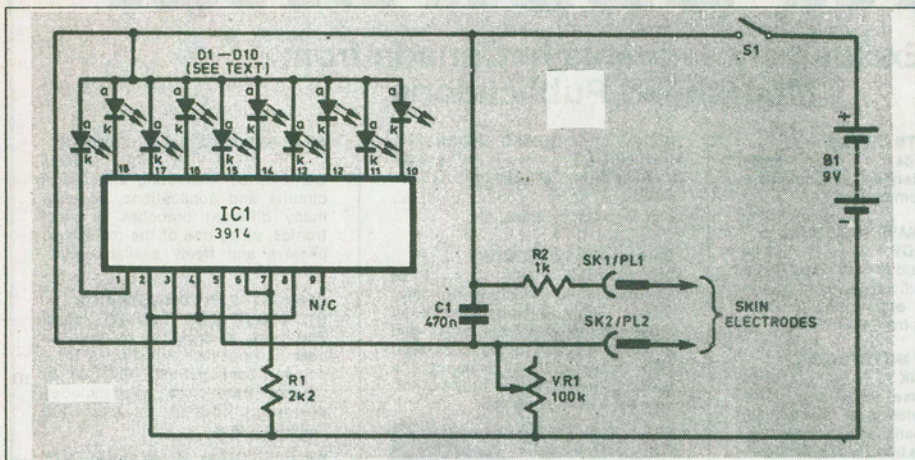 D1—D10
(SEE TEXT)
S1
a
a
a
a
a
a
a
a
a
k
k
k
k
k
k
k
k
k
18
17
16
15
14
13
12
11
10
IC1
3914
1
2
3
4
5
6
7
8
9
N/C
+
B1
9V
−
R2
1k
SK1/PL1
C1
470n
SK2/PL2
SKIN
ELECTRODES
R1
2k2
VR1
100k